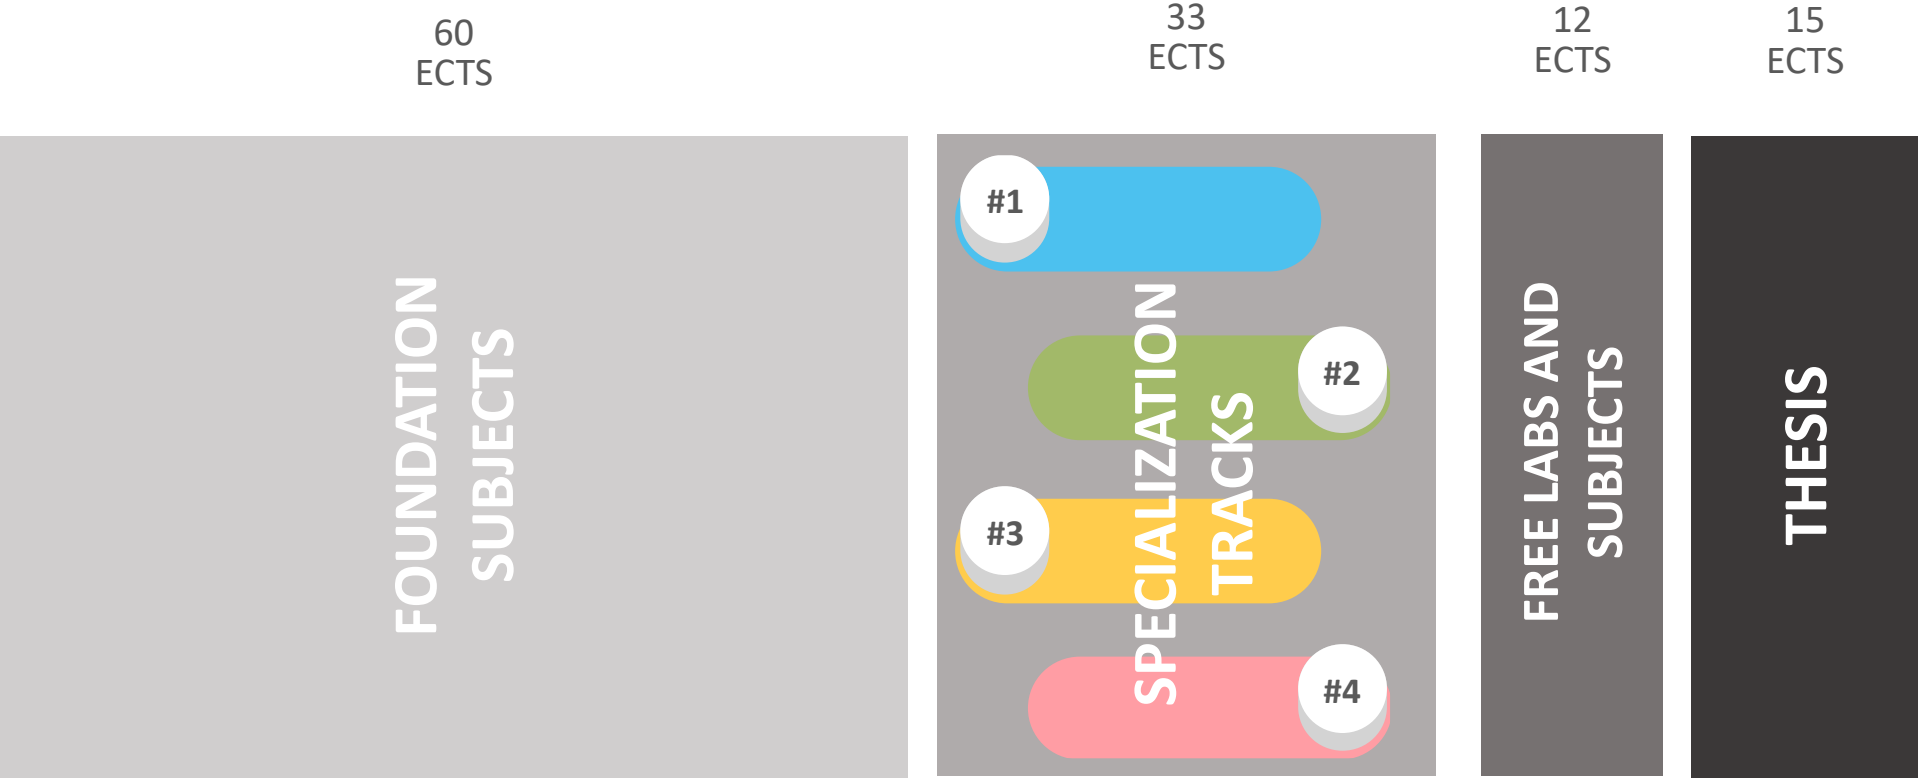 60
ECTS
33
ECTS
12
ECTS
15
ECTS
FOUNDATION
SUBJECTS
#1
#2
#3
#4
SPECIALIZATION
TRACKS
FREE LABS AND
SUBJECTS
THESIS